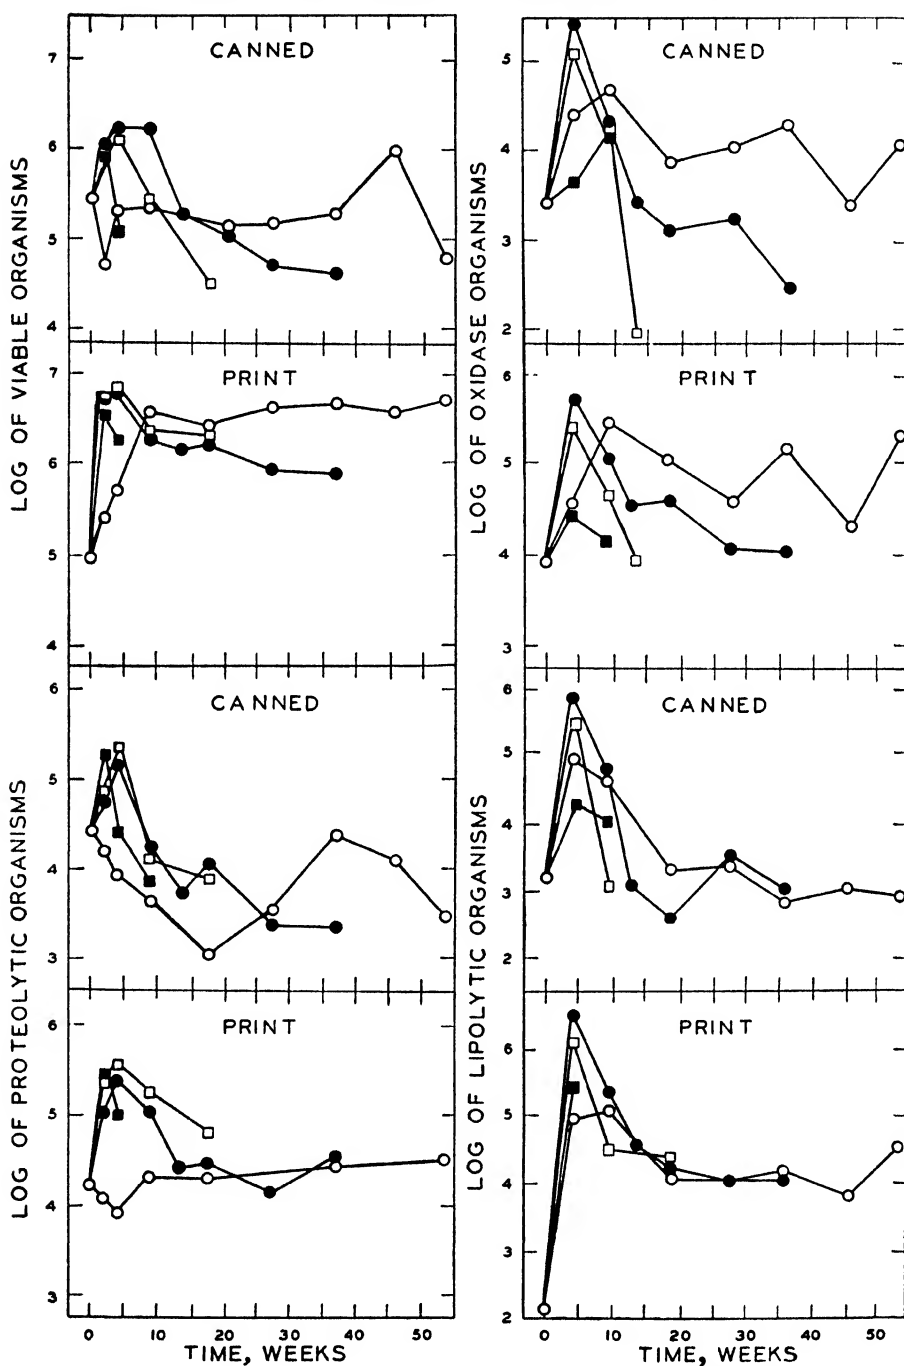 LOG OF VIABLE ORGANISMS
7
6
5
4
CANNED
7
6
5
4
PRINT
LOG OF PROTEOLYTIC ORGANISMS
6
5
4
3
CANNED
6
5
4
3
PRINT
0 10 20 30 40 50
TIME, WEEKS
LOG OF OXIDASE ORGANISMS
5
4
3
2
CANNED
6
5
4
3
PRINT
LOG OF LIPOLYTIC ORGANISMS
6
5
4
3
2
CANNED
6
5
4
3
2
PRINT
0 10 20 30 40 50
TIME, WEEKS